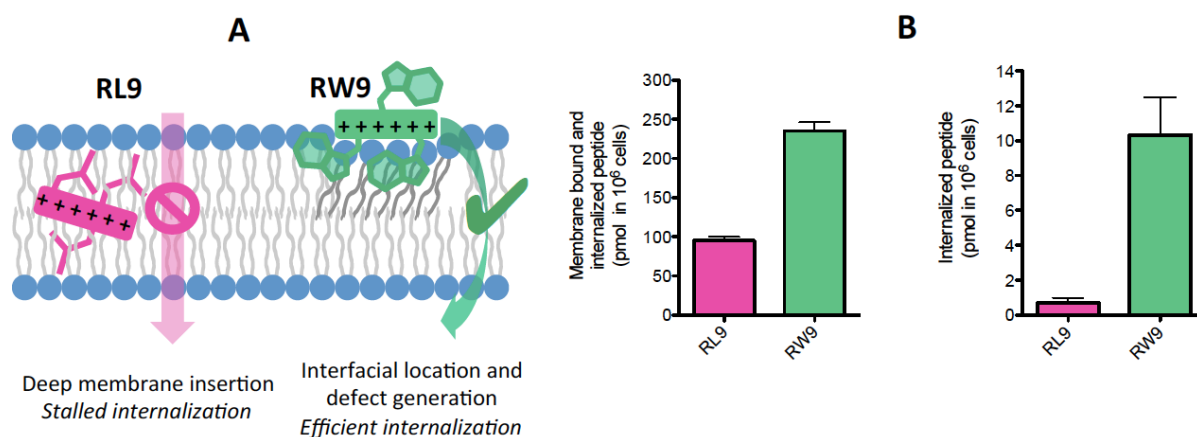 A
RL9
RW9
++++++
++++++
Deep membrane insertion
Stalled internalization
Interfacial location and
defect generation
Efficient internalization
B
Membrane bound and
internalized peptide
(pmol in 10⁶ cells)
300
250
200
150
100
50
0
RL9
RW9
Internalized peptide
(pmol in 10⁶ cells)
14
12
10
8
6
4
2
0
RL9
RW9